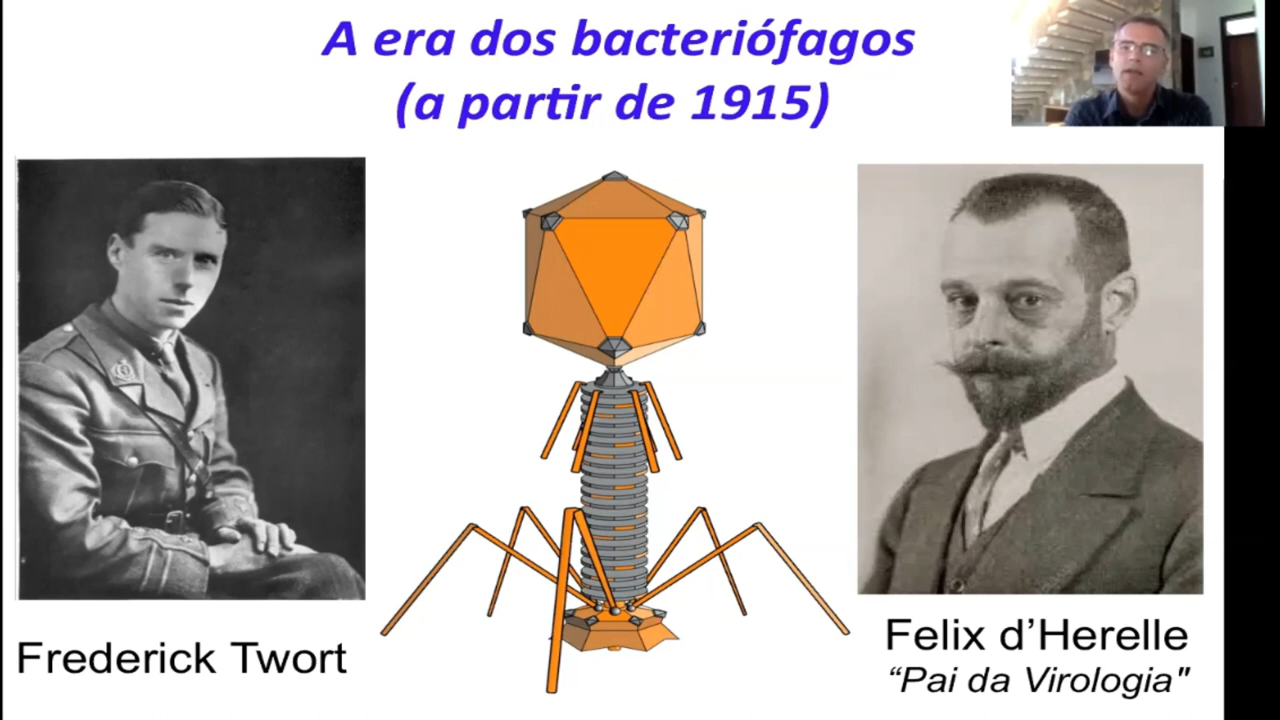 A era dos bacteriófagos
(a partir de 1915)
Frederick Twort
Felix d’Herelle
“Pai da Virologia"